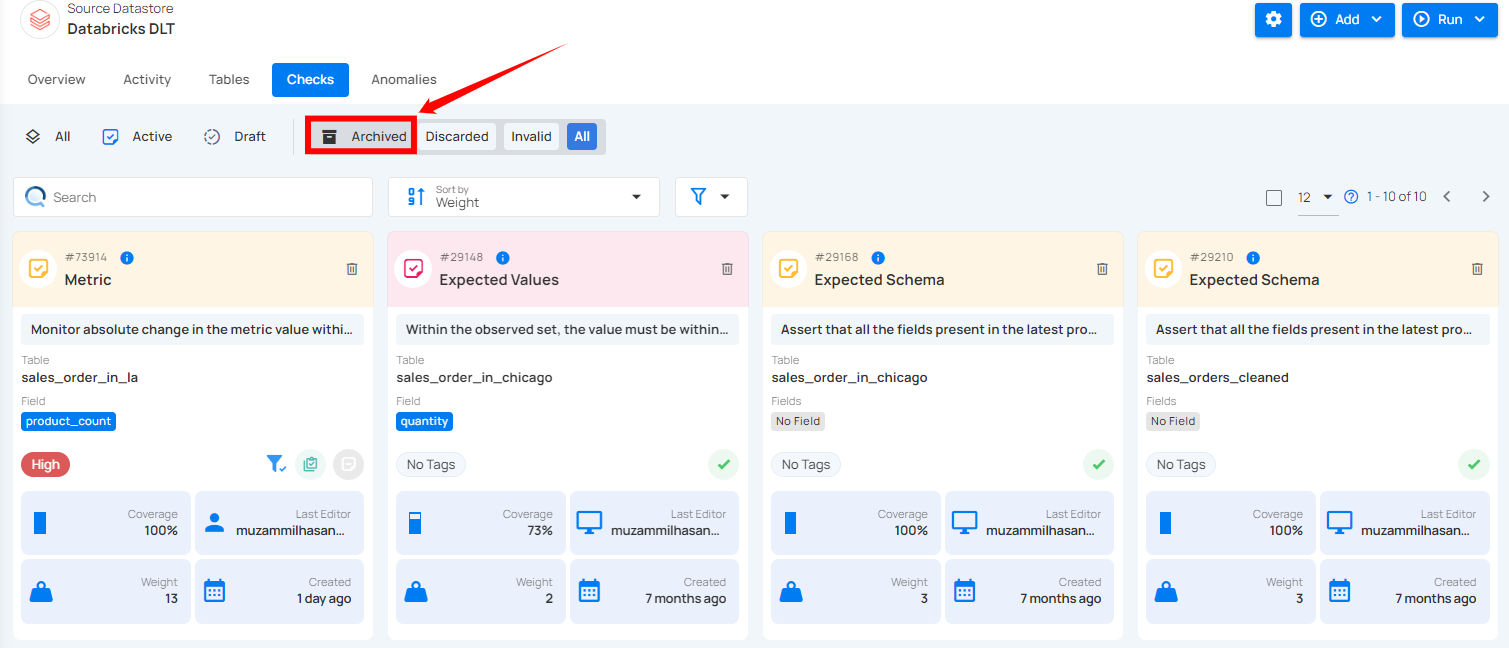 Source Datastore
Databricks DLT
Add
Run
Overview Activity Tables Checks Anomalies
All Active Draft Archived Discarded Invalid All
Search
Sort by
Weight
12 1 - 10 of 10
#73914
Metric
Monitor absolute change in the metric value withi...
Table
sales_order_in_la
Field
product_count
High
Coverage
100%
Last Editor
muzammilhasan...
Weight
13
Created
1 day ago
#29148
Expected Values
Within the observed set, the value must be within...
Table
sales_order_in_chicago
Field
quantity
No Tags
Coverage
73%
Last Editor
muzammilhasan...
Weight
2
Created
7 months ago
#29168
Expected Schema
Assert that all the fields present in the latest pro...
Table
sales_order_in_chicago
Fields
No Field
No Tags
Coverage
100%
Last Editor
muzammilhasan...
Weight
3
Created
7 months ago
#29210
Expected Schema
Assert that all the fields present in the latest pro...
Table
sales_orders_cleaned
Fields
No Field
No Tags
Coverage
100%
Last Editor
muzammilhasan...
Weight
3
Created
7 months ago